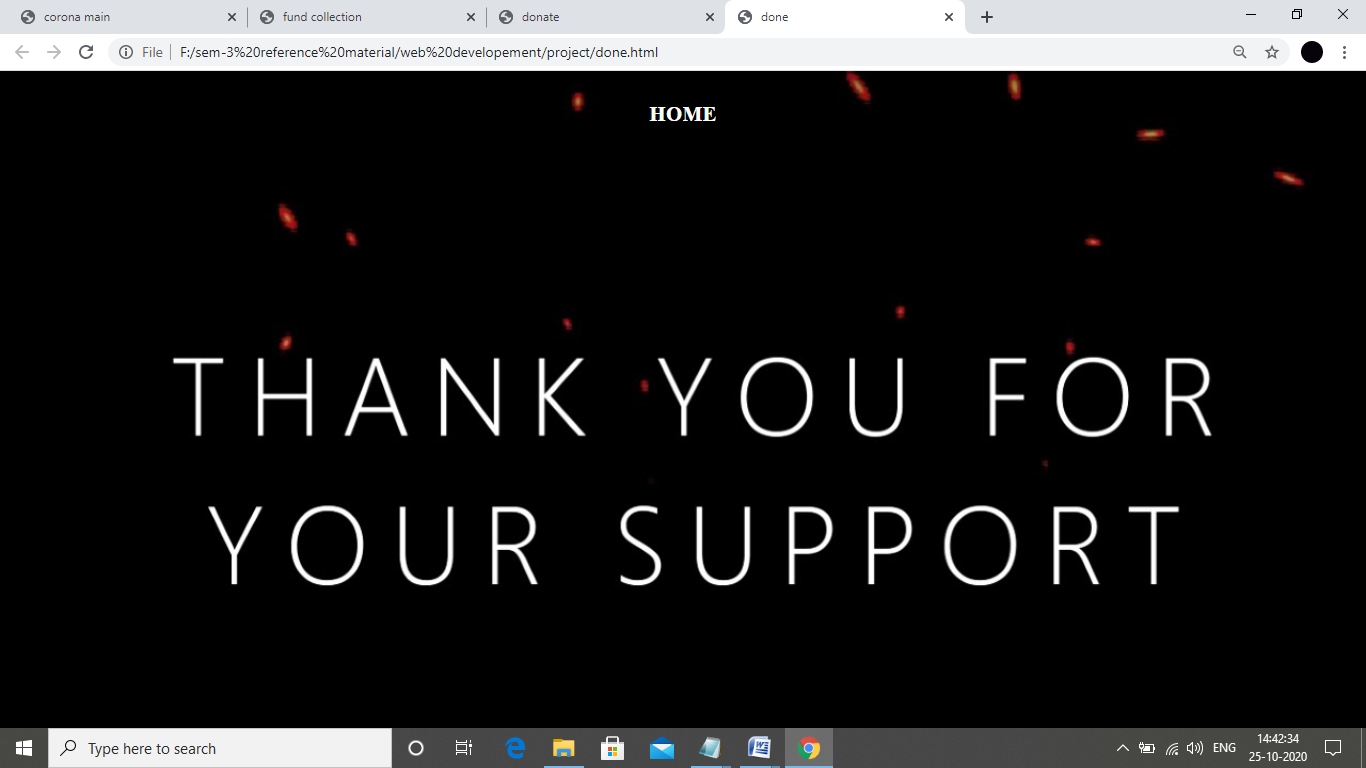 corona main
fund collection
donate
done
File
F:/sem-3%20reference%20material/web%20developement/project/done.html
HOME
THANK YOU FOR
YOUR SUPPORT
Type here to search
ENG
14:42:34
25-10-2020